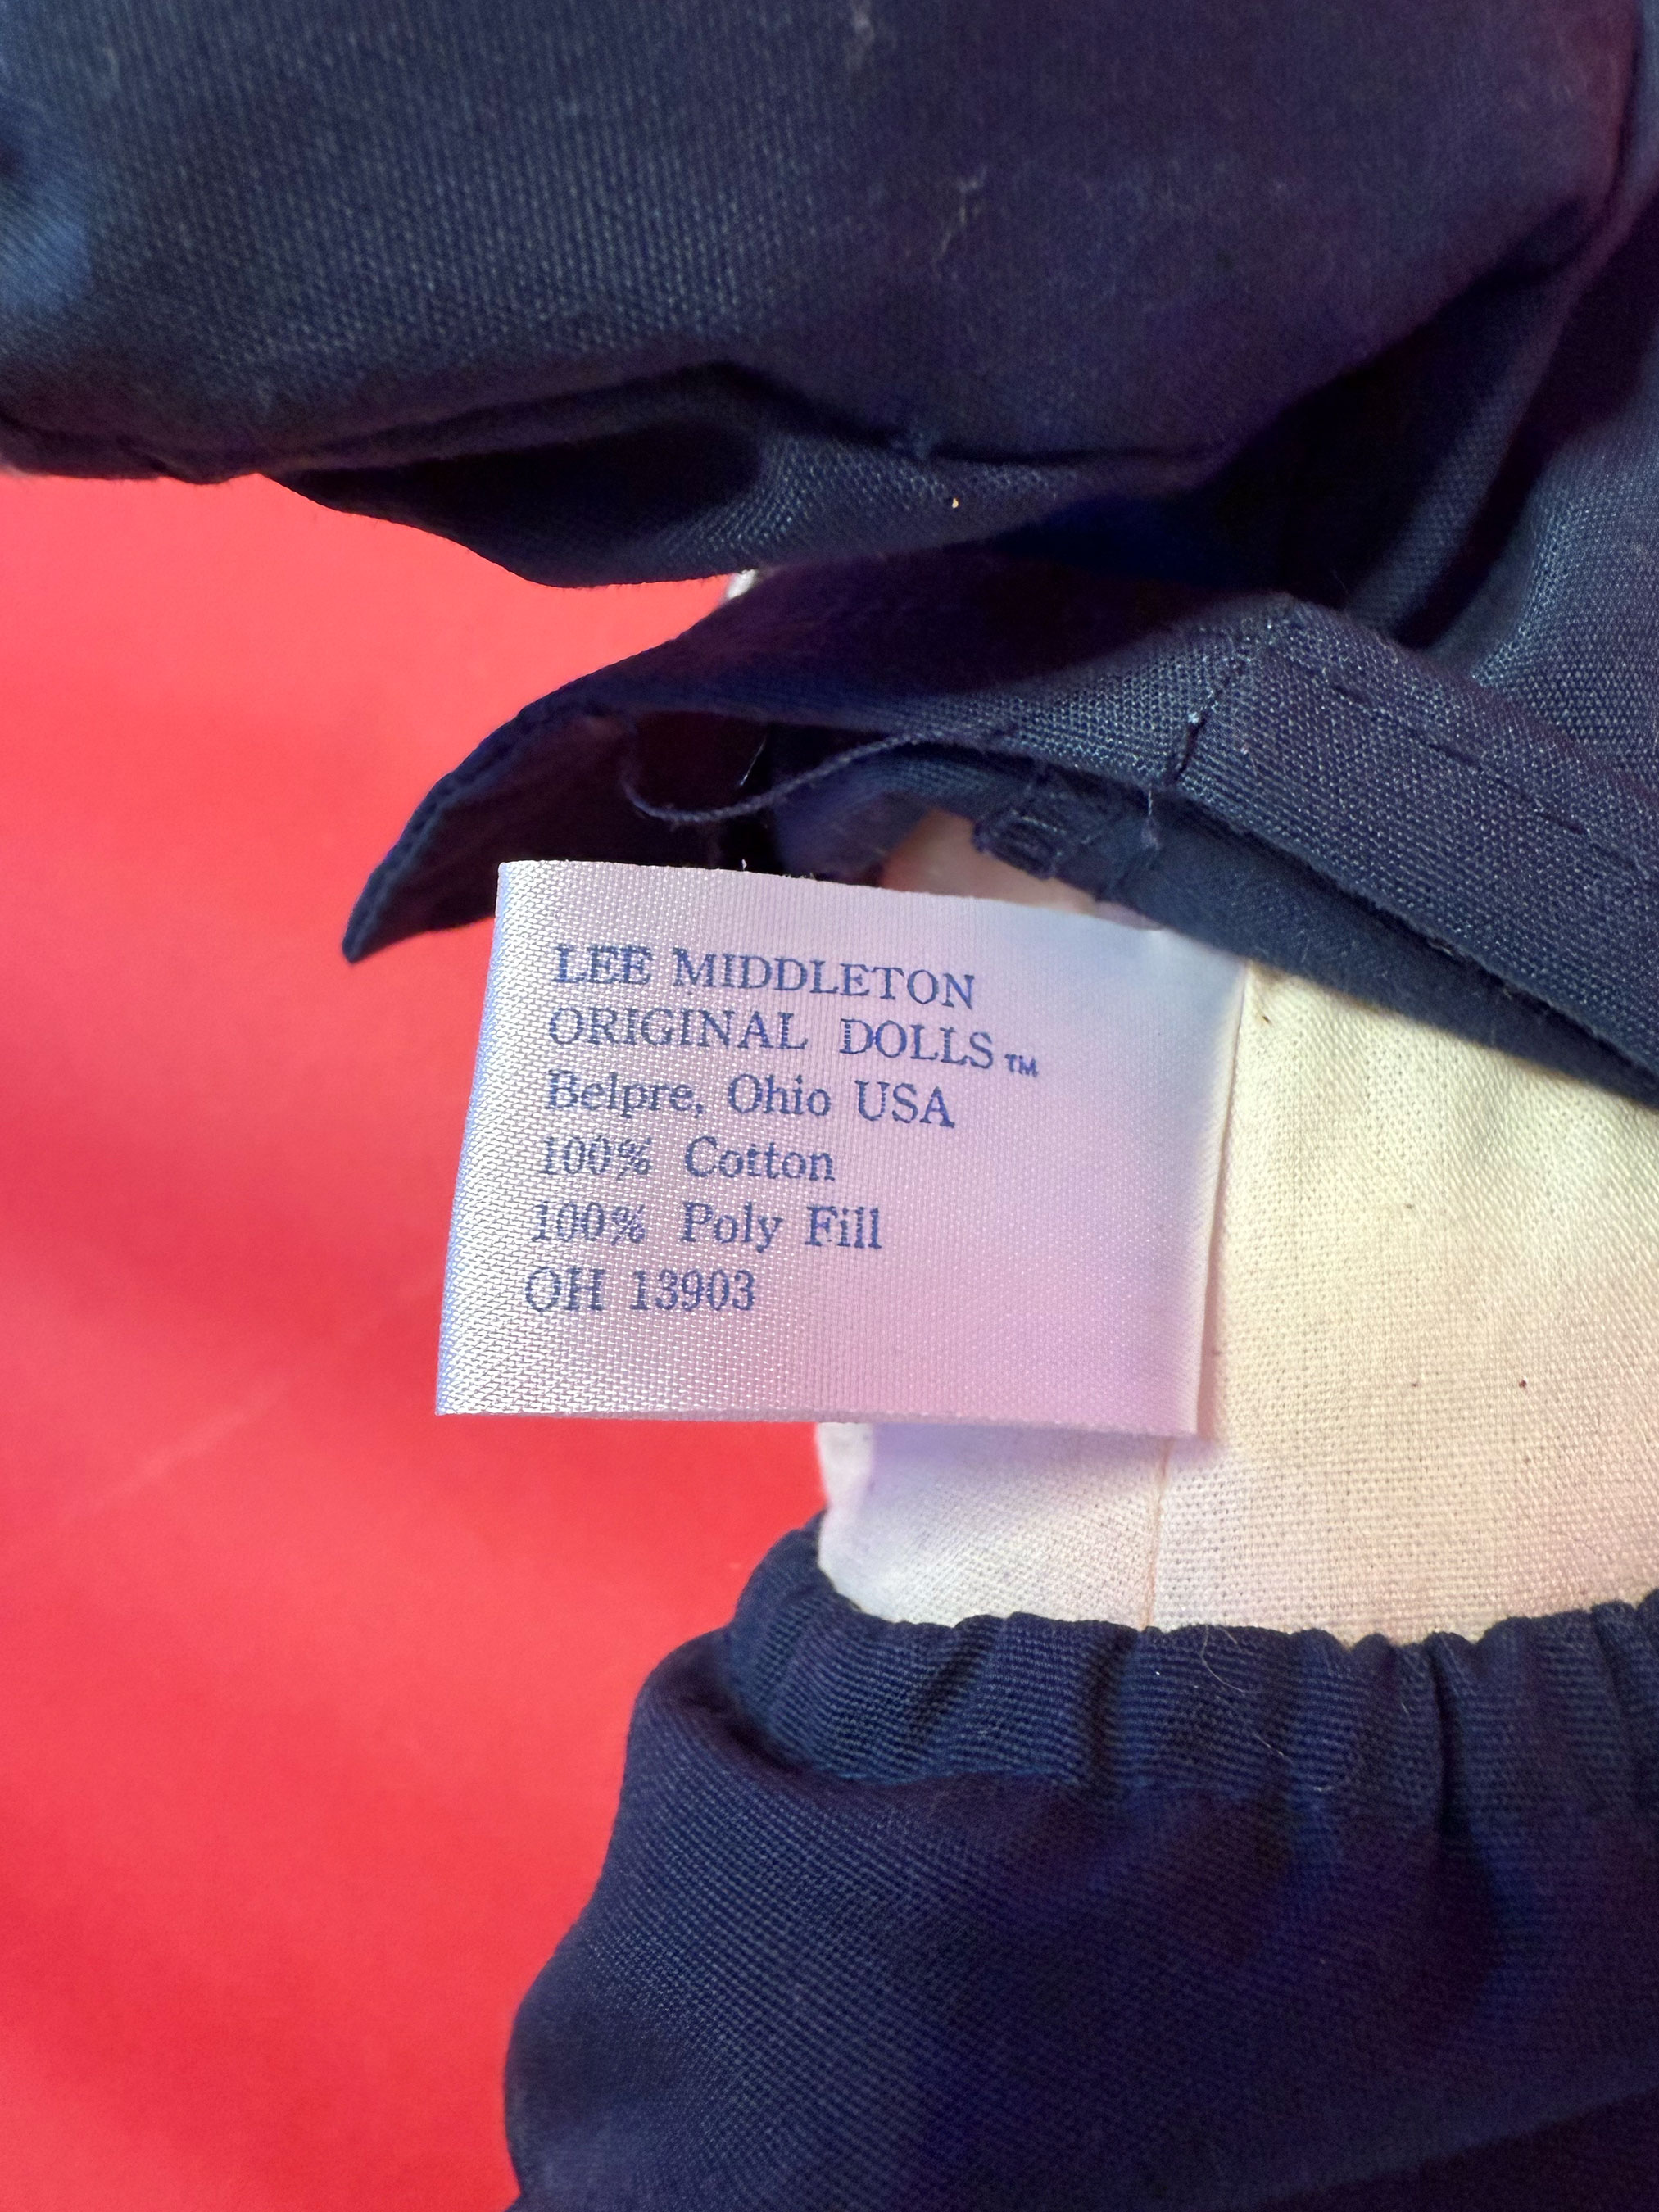 LEE MIDDLETON
ORIGINAL DOLLS™
Belpre, Ohio USA
100% Cotton
100% Poly Fill
OH 13903